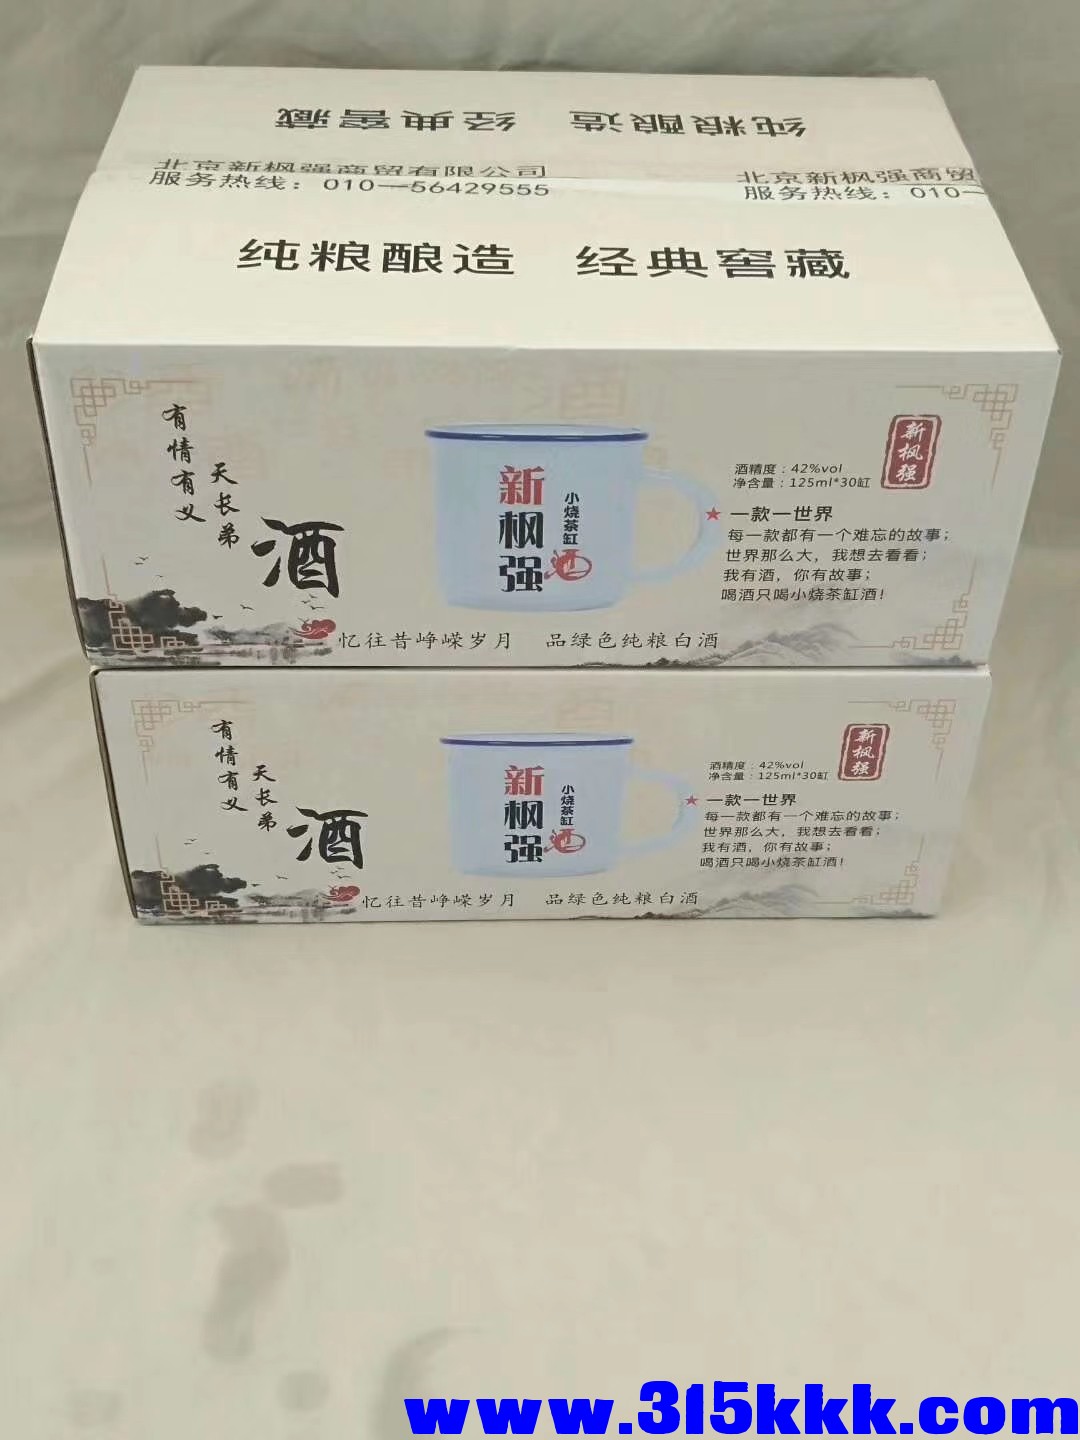 纯粮酿造 经典窖藏
北京新枫强商贸有限公司 北京新枫强商贸
服务热线：010—56429555 服务热线：010-
纯粮酿造 经典窖藏
有情有义
天长弟
酒
新枫强
小烧茶缸
酒
酒精度：42%vol
净含量：125ml*30缸
新枫强
★ 一款一世界
每一款都有一个难忘的故事；
世界那么大，我想去看看；
我有酒，你有故事；
喝酒只喝小烧茶缸酒！
忆往昔峥嵘岁月 品绿色纯粮白酒
有情有义
天长弟
酒
新枫强
小烧茶缸
酒
酒精度：42%vol
净含量：125ml*30缸
新枫强
★ 一款一世界
每一款都有一个难忘的故事；
世界那么大，我想去看看；
我有酒，你有故事；
喝酒只喝小烧茶缸酒！
忆往昔峥嵘岁月 品绿色纯粮白酒
www.315kkk.com